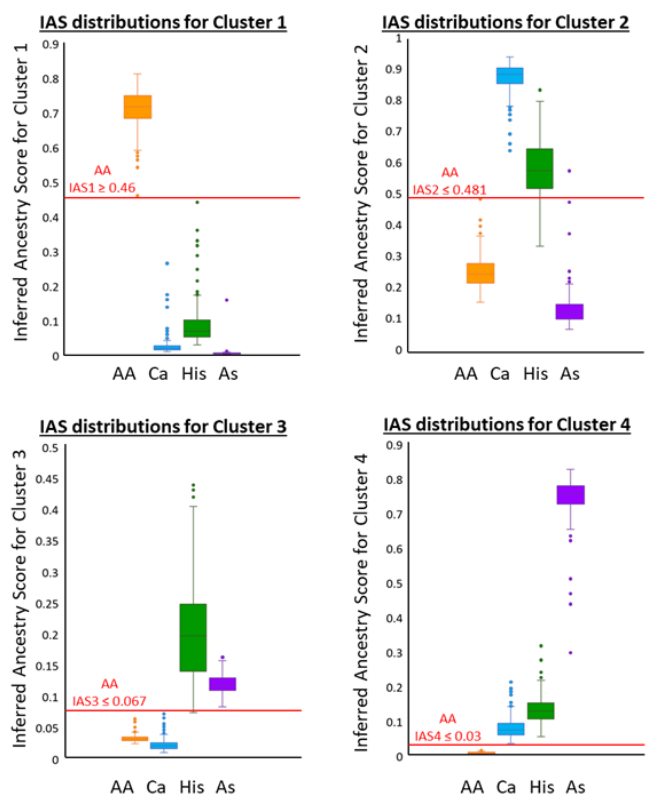 IAS distributions for Cluster 1
Inferred Ancestry Score for Cluster 1
0.9
0.8
0.7
0.6
0.5
0.4
0.3
0.2
0.1
0
AA
IAS1 ≥ 0.46
AA Ca His As
IAS distributions for Cluster 2
Inferred Ancestry Score for Cluster 2
1
0.9
0.8
0.7
0.6
0.5
0.4
0.3
0.2
0.1
0
AA
IAS2 ≤ 0.481
AA Ca His As
IAS distributions for Cluster 3
Inferred Ancestry Score for Cluster 3
0.5
0.45
0.4
0.35
0.3
0.25
0.2
0.15
0.1
0.05
0
AA
IAS3 ≤ 0.067
AA Ca His As
IAS distributions for Cluster 4
Inferred Ancestry Score for Cluster 4
0.9
0.8
0.7
0.6
0.5
0.4
0.3
0.2
0.1
0
AA
IAS4 ≤ 0.03
AA Ca His As